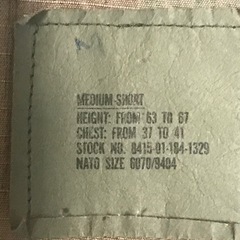 M
MEDIUM-SHORT
HEIGHT: FROM 63 TO 67
CHEST: FROM 37 TO 41
STOCK NO. 8415-01-184-1329
NATO SIZE 6070/9404